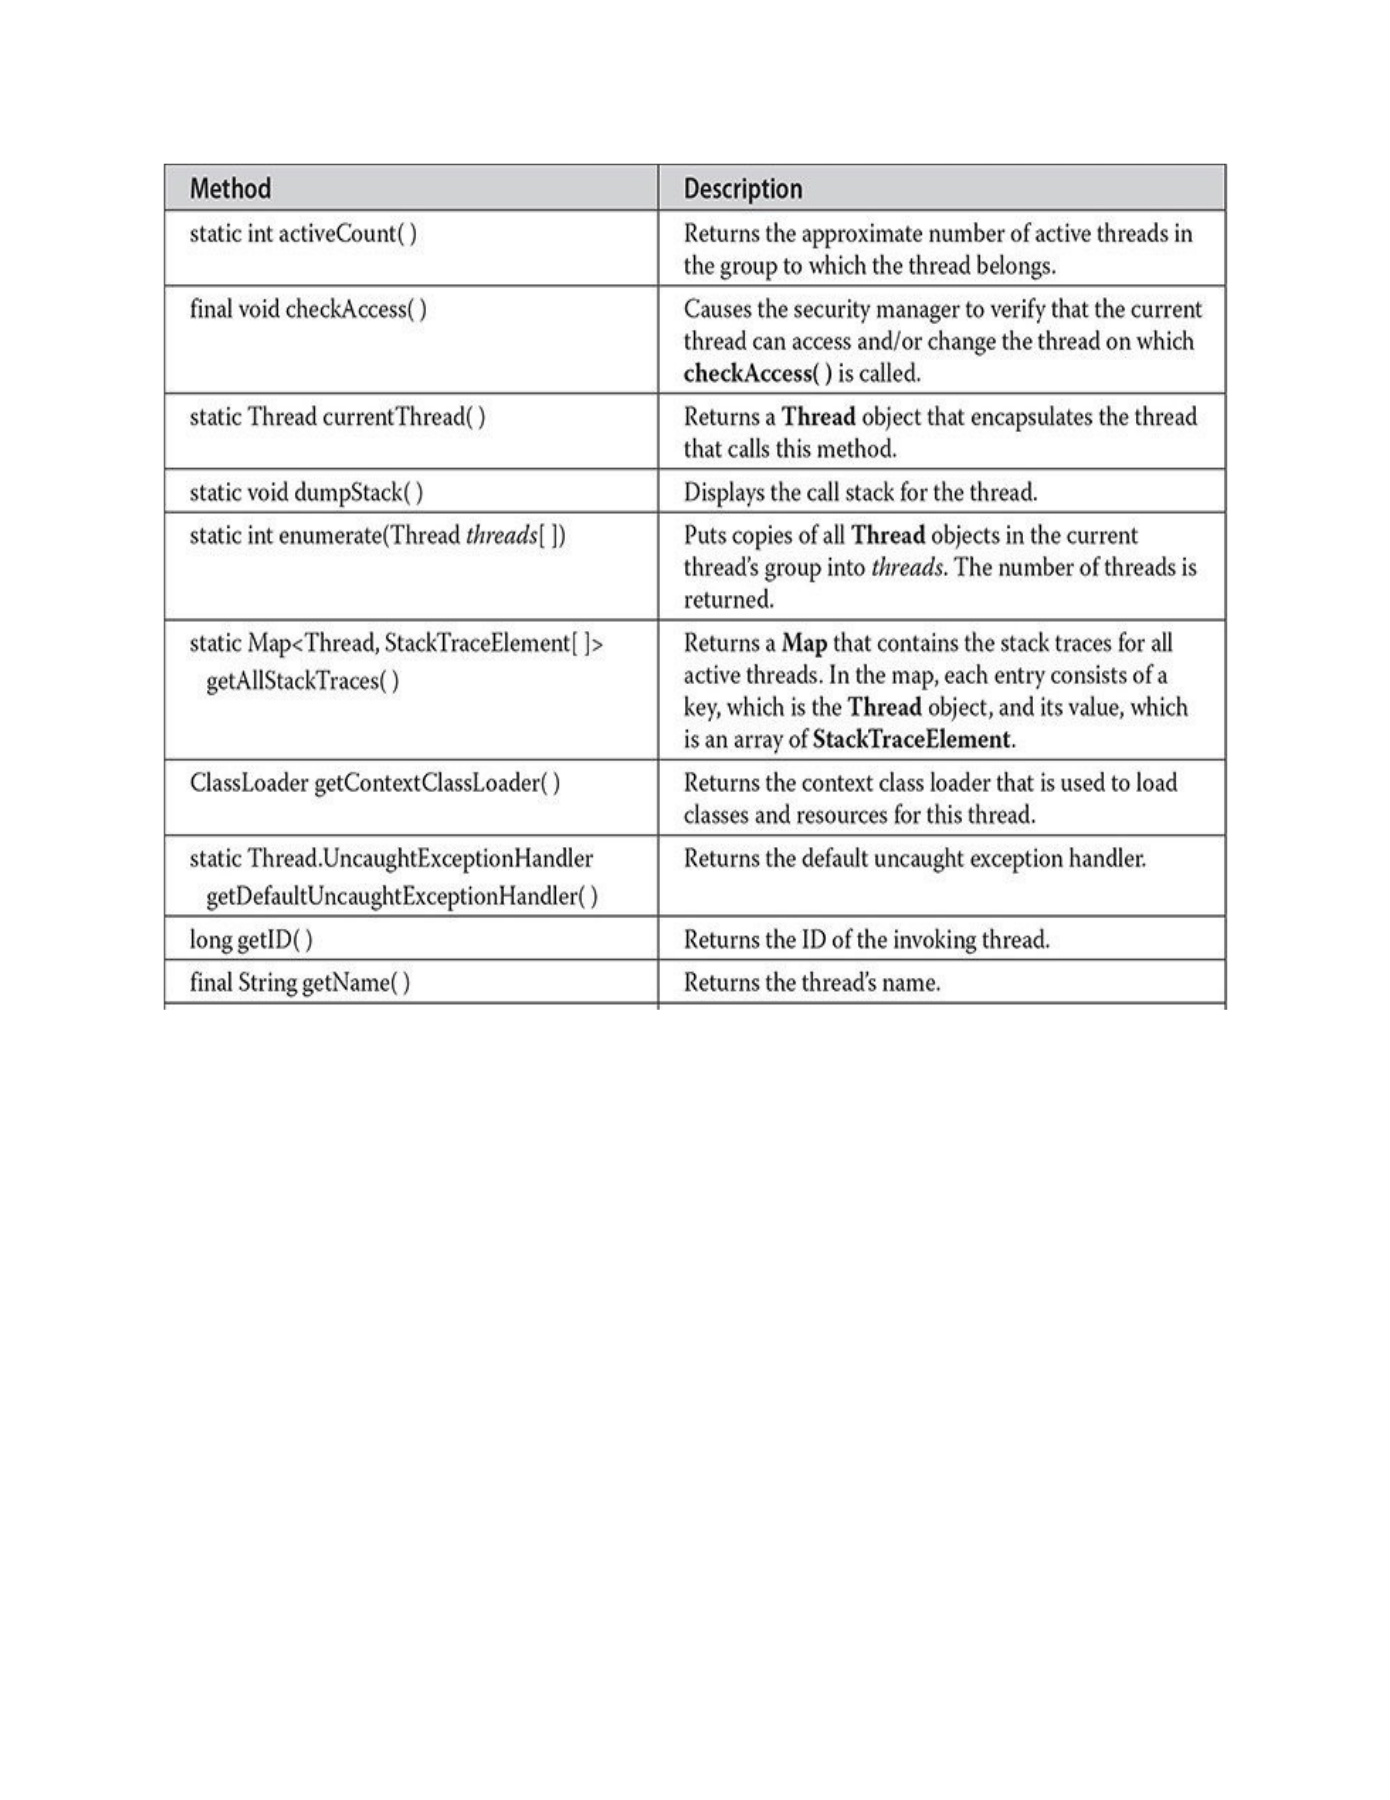 Method Description
static int activeCount( ) Returns the approximate number of active threads in
the group to which the thread belongs.
final void checkAccess( ) Causes the security manager to verify that the current
thread can access and/or change the thread on which
checkAccess( ) is called.
static Thread currentThread( ) Returns a Thread object that encapsulates the thread
that calls this method.
static void dumpStack( ) Displays the call stack for the thread.
static int enumerate(Thread threads[ ]) Puts copies of all Thread objects in the current
thread's group into threads. The number of threads is
returned.
static Map<Thread, StackTraceElement[ ]>
getAllStackTraces( )
Returns a Map that contains the stack traces for all
active threads. In the map, each entry consists of a
key, which is the Thread object, and its value, which
is an array of StackTraceElement.
ClassLoader getContextClassLoader( ) Returns the context class loader that is used to load
classes and resources for this thread.
static Thread.UncaughtExceptionHandler
getDefaultUncaughtExceptionHandler( )
Returns the default uncaught exception handler.
long getID( ) Returns the ID of the invoking thread.
final String getName( ) Returns the thread's name.